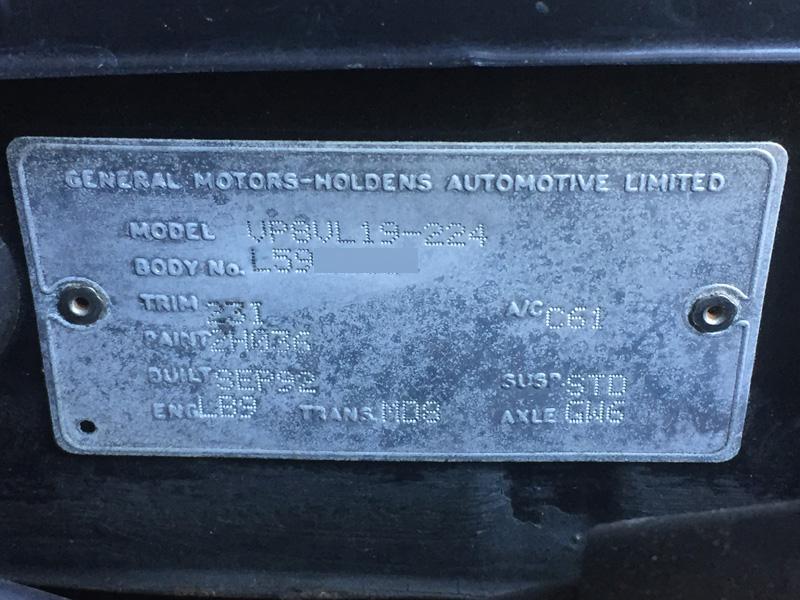 GENERAL MOTORS-HOLDENS AUTOMOTIVE LIMITED
MODEL VP8VL19-224
BODY No. L59
TRIM 231 A/C C61
PAINT
BUILT SEP92 SUSP. STD
ENG LB9 TRANS. MD8 AXLE GW6